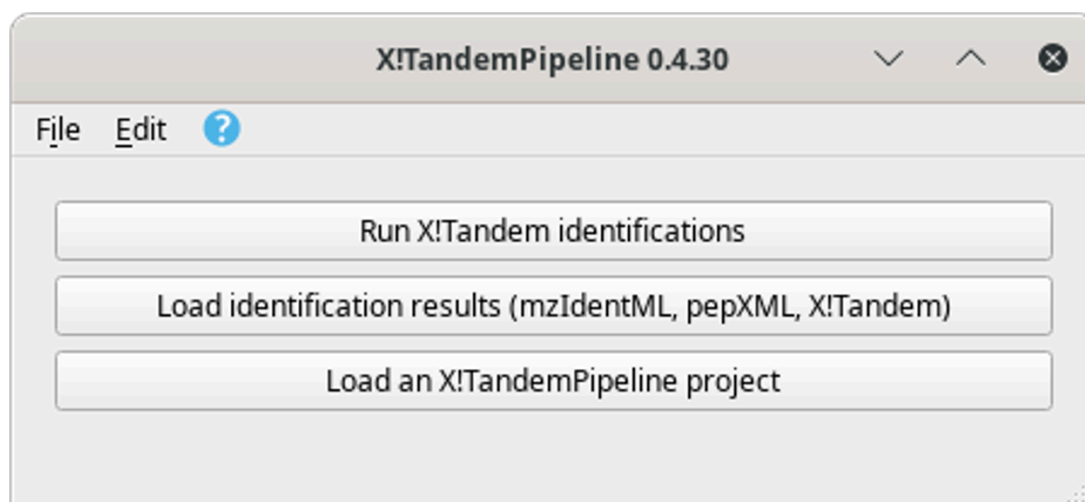 X!TandemPipeline 0.4.30
File Edit ?
Run X!Tandem identifications
Load identification results (mzIdentML, pepXML, X!Tandem)
Load an X!TandemPipeline project